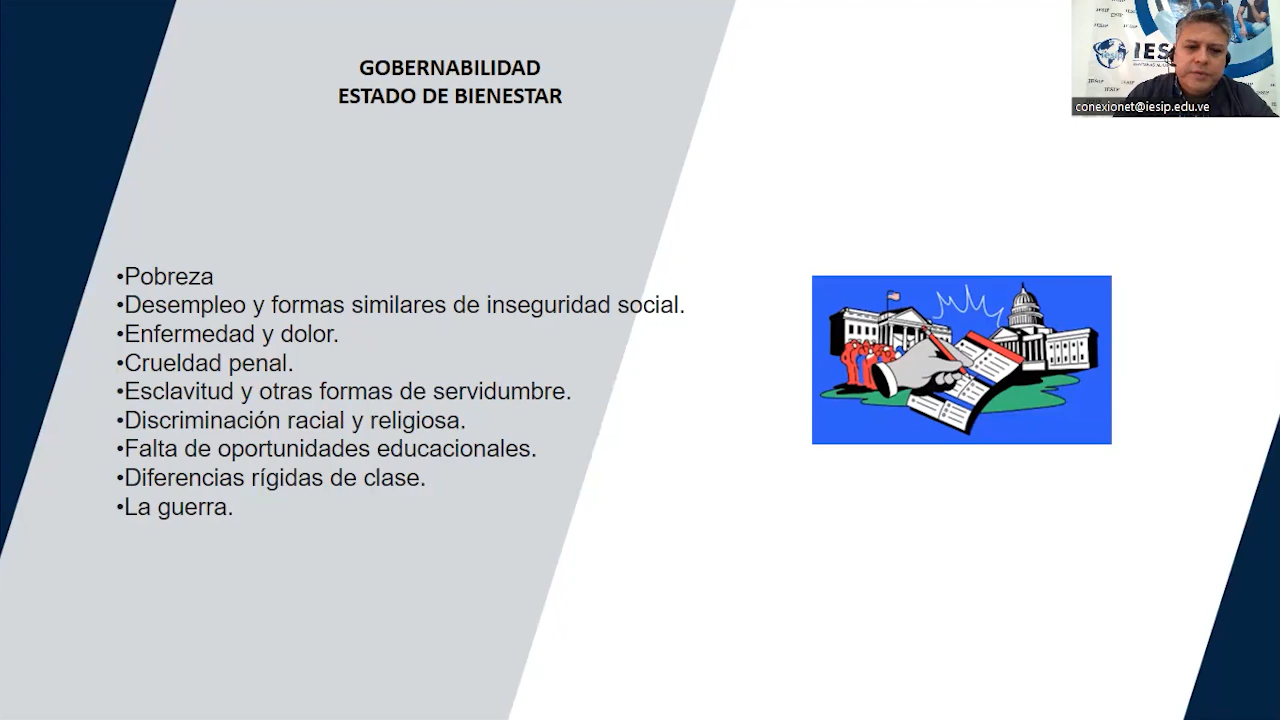 GOBERNABILIDAD
ESTADO DE BIENESTAR
•Pobreza
•Desempleo y formas similares de inseguridad social.
•Enfermedad y dolor.
•Crueldad penal.
•Esclavitud y otras formas de servidumbre.
•Discriminación racial y religiosa.
•Falta de oportunidades educacionales.
•Diferencias rígidas de clase.
•La guerra.
conexionet@iesip.edu.ve